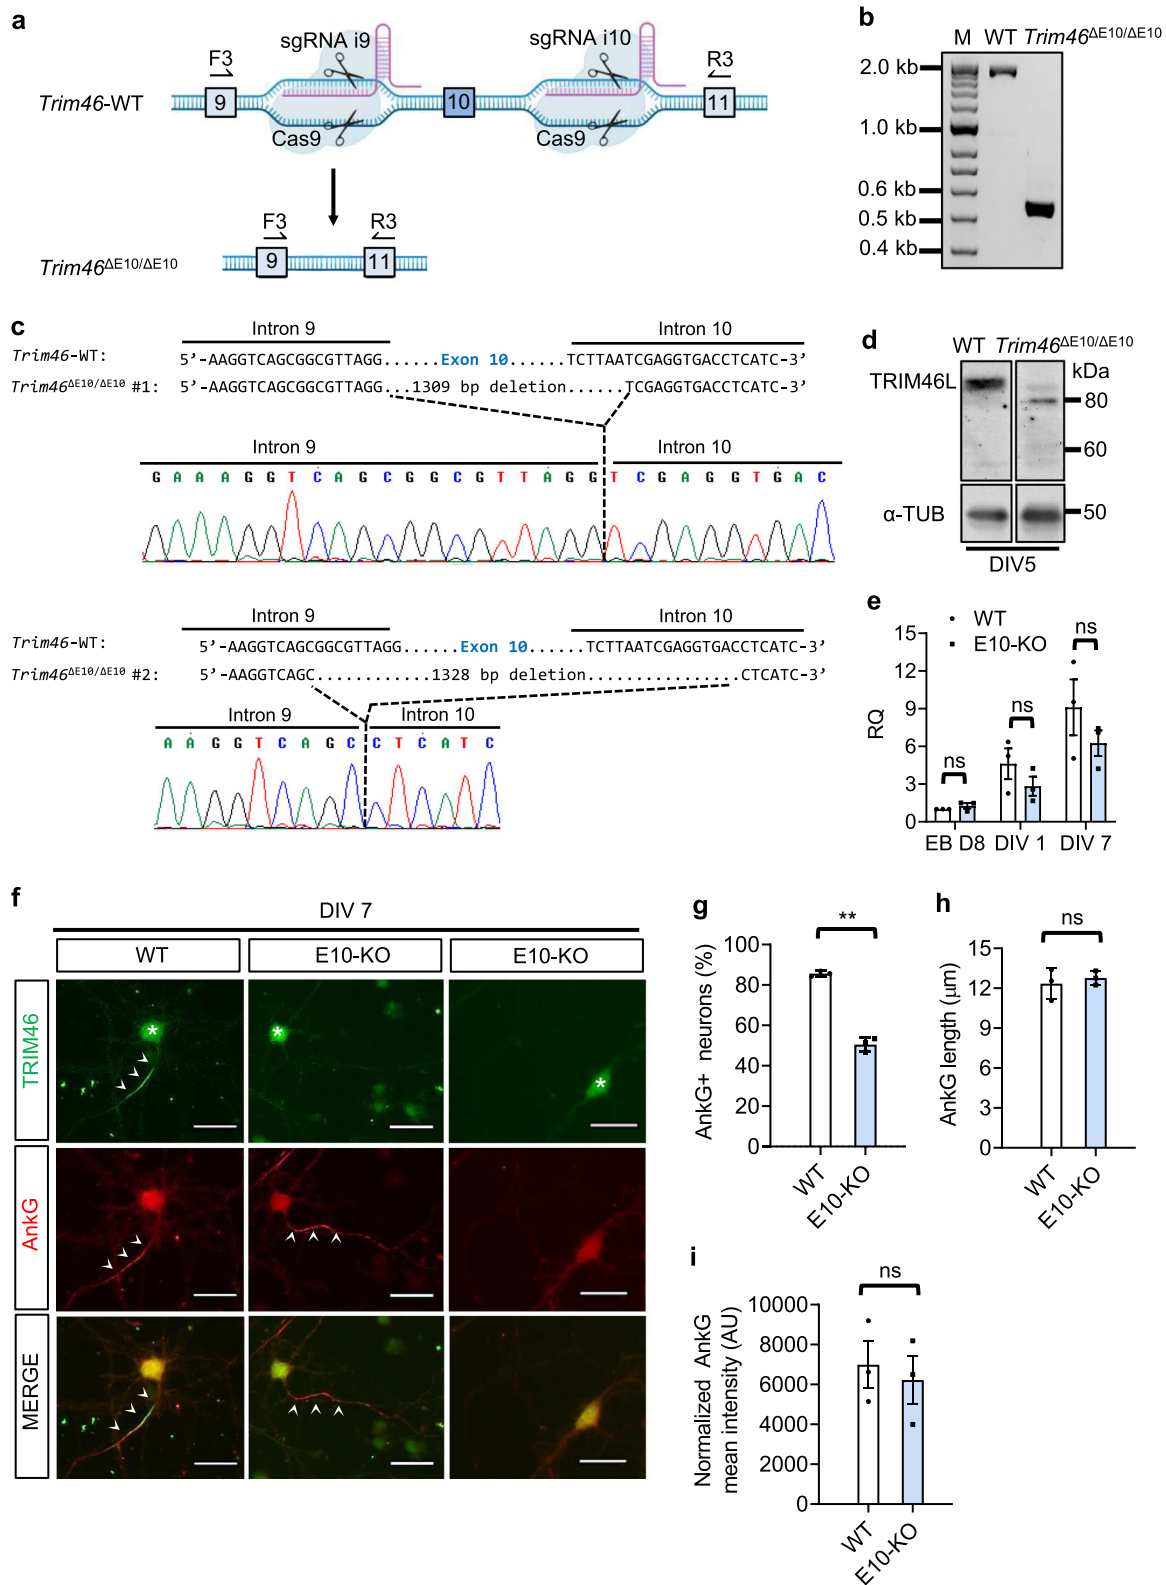 a
sgRNA i9
sgRNA i10
F3
R3
Trim46-WT
9
10
11
Cas9
Cas9
F3
R3
Trim46ΔE10/ΔE10
9
11
b
M WT Trim46ΔE10/ΔE10
2.0 kb
1.0 kb
0.6 kb
0.5 kb
0.4 kb
c
Intron 9
Intron 10
Trim46-WT: 5’-AAGGTCAGCGGCGTTAGG......Exon 10......TCTTAATCGAGGTGACCTCATC-3’
Trim46ΔE10/ΔE10 #1: 5’-AAGGTCAGCGGCGTTAGG...1309 bp deletion......TCGAGGTGACCTCATC-3’
Intron 9
Intron 10
G A A A G G T C A G C G G C G T T A G G T C G A G G T G A C
Intron 9
Intron 10
Trim46-WT: 5’-AAGGTCAGCGGCGTTAGG......Exon 10......TCTTAATCGAGGTGACCTCATC-3’
Trim46ΔE10/ΔE10 #2: 5’-AAGGTCAGC............1328 bp deletion................CTCATC-3’
Intron 9
Intron 10
A A G G T C A G C C T C A T C
d
WT Trim46ΔE10/ΔE10
TRIM46L
kDa
80
60
α-TUB
50
DIV5
e
WT
E10-KO
15
12
9
6
3
0
RQ
ns
ns
ns
EB D8 DIV 1 DIV 7
f
DIV 7
WT
E10-KO
E10-KO
TRIM46
* * *
AnkG
MERGE
g
**
100
80
60
40
20
0
AnkG+ neurons (%)
WT
E10-KO
h
ns
15
12
9
6
3
0
AnkG length (μm)
WT
E10-KO
i
ns
10000
8000
6000
4000
2000
0
Normalized AnkG
mean intensity (AU)
WT
E10-KO